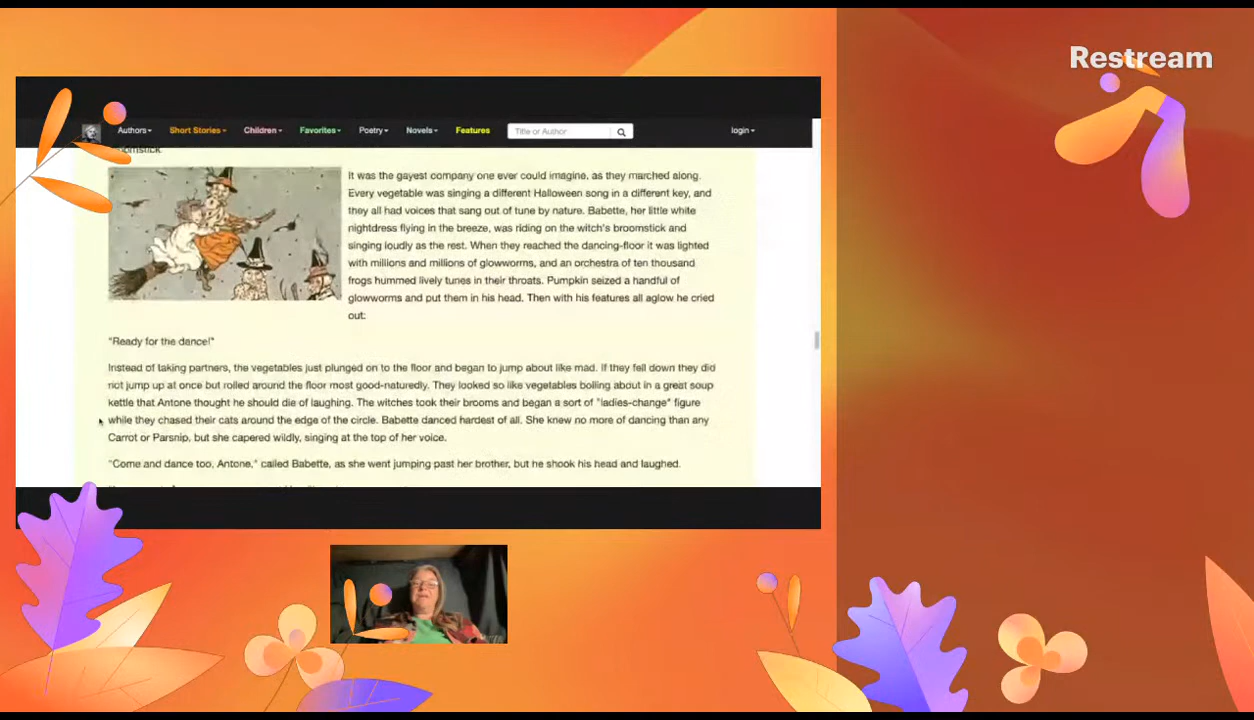 Restream
Authors Short Stories Children Favorites Poetry Novels Features Title or Author login
broomstick.
It was the gayest company one ever could imagine, as they marched along.
Every vegetable was singing a different Halloween song in a different key, and
they all had voices that sang out of tune by nature. Babette, her little white
nightdress flying in the breeze, was riding on the witch's broomstick and
singing loudly as the rest. When they reached the dancing-floor it was lighted
with millions and millions of glowworms, and an orchestra of ten thousand
frogs hummed lively tunes in their throats. Pumpkin seized a handful of
glowworms and put them in his head. Then with his features all aglow he cried
out:
"Ready for the dance!"
Instead of taking partners, the vegetables just plunged on to the floor and began to jump about like mad. If they fell down they did
not jump up at once but rolled around the floor most good-naturedly. They looked so like vegetables boiling about in a great soup
kettle that Antone thought he should die of laughing. The witches took their brooms and began a sort of "ladies-change" figure
while they chased their cats around the edge of the circle. Babette danced hardest of all. She knew no more of dancing than any
Carrot or Parsnip, but she capered wildly, singing at the top of her voice.
"Come and dance too, Antone," called Babette, as she went jumping past her brother, but he shook his head and laughed.